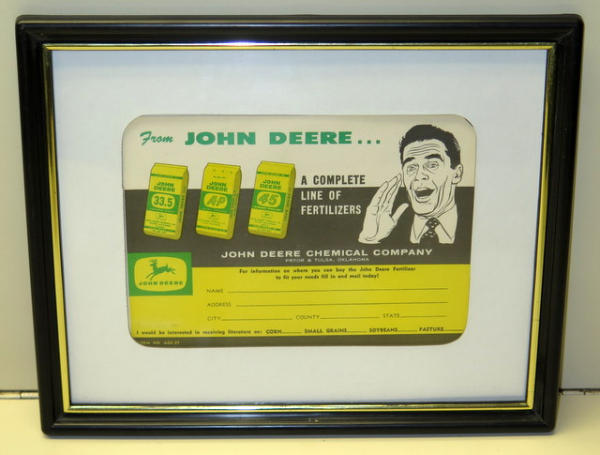 From JOHN DEERE...
JOHN DEERE
33.5
JOHN DEERE
AP
JOHN DEERE
45
A COMPLETE
LINE OF
FERTILIZERS
JOHN DEERE CHEMICAL COMPANY
PRYOR & TULSA, OKLAHOMA
JOHN DEERE
For information on where you can buy the John Deere Fertilizer
to fit your needs fill in and mail today!
NAME
ADDRESS
CITY COUNTY STATE
I would be interested in receiving literature on: CORN SMALL GRAINS SOYBEANS PASTURE